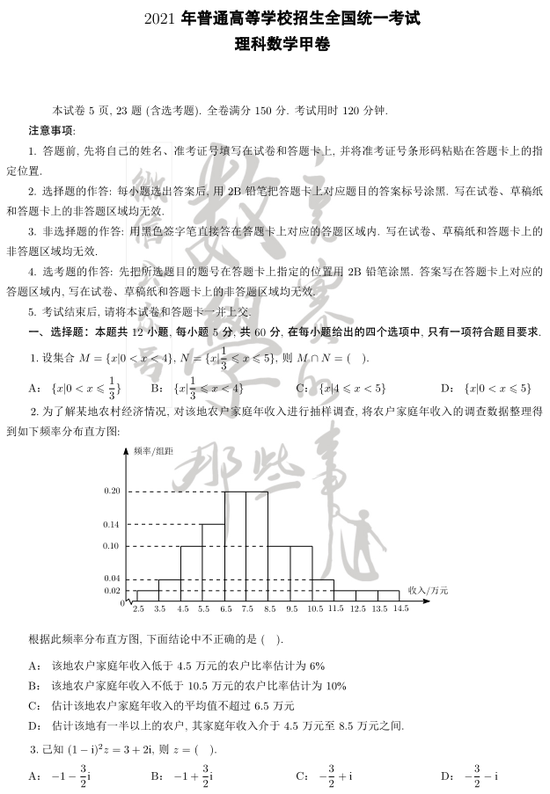 2021 年普通高等学校招生全国统一考试
理科数学甲卷
本试卷 5 页, 23 题 (含选考题). 全卷满分 150 分. 考试用时 120 分钟.
注意事项:
1. 答题前, 先将自己的姓名、准考证号填写在试卷和答题卡上, 并将准考证号条形码粘贴在答题卡上的指
定位置.
2. 选择题的作答: 每小题选出答案后, 用 2B 铅笔把答题卡上对应题目的答案标号涂黑. 写在试卷、草稿纸
和答题卡上的非答题区域均无效.
3. 非选择题的作答: 用黑色签字笔直接答在答题卡上对应的答题区域内. 写在试卷、草稿纸和答题卡上的
非答题区域均无效.
4. 选考题的作答: 先把所选题目的题号在答题卡上指定的位置用 2B 铅笔涂黑. 答案写在答题卡上对应的
答题区域内, 写在试卷、草稿纸和答题卡上的非答题区域均无效.
5. 考试结束后, 请将本试卷和答题卡一并上交.
一、选择题: 本题共 12 小题, 每小题 5 分, 共 60 分. 在每小题给出的四个选项中, 只有一项符合题目要求.
1. 设集合 M = {x|0 < x < 4}, N = {x|1/3 ⩽ x ⩽ 5}, 则 M ∩ N = ( ).
A: {x|0 < x ⩽ 1/3} B: {x|1/3 ⩽ x < 4} C: {x|4 ⩽ x < 5} D: {x|0 < x ⩽ 5}
2. 为了解某地农村经济情况, 对该地农户家庭年收入进行抽样调查, 将农户家庭年收入的调查数据整理得
到如下频率分布直方图:
频率/组距
0.20
0.14
0.10
0.04
0.02
0
2.5 3.5 4.5 5.5 6.5 7.5 8.5 9.5 10.5 11.5 12.5 13.5 14.5
收入/万元
根据此频率分布直方图, 下面结论中不正确的是 ( ).
A: 该地农户家庭年收入低于 4.5 万元的农户比率估计为 6%
B: 该地农户家庭年收入不低于 10.5 万元的农户比率估计为 10%
C: 估计该地农户家庭年收入的平均值不超过 6.5 万元
D: 估计该地有一半以上的农户, 其家庭年收入介于 4.5 万元至 8.5 万元之间.
3. 已知 (1 − i)²z = 3 + 2i, 则 z = ( ).
A: −1 − 3/2 i B: −1 + 3/2 i C: −3/2 + i D: −3/2 − i
微信公众号
数学
竞赛的
那些事儿